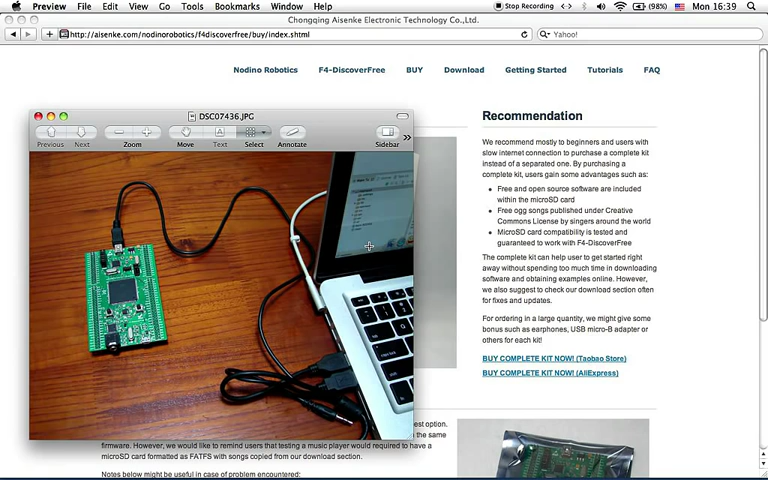 Preview File Edit View Go Tools Bookmarks Window Help Stop Recording (98%) Mon 16:39
Chongqing Aisenke Electronic Technology Co.,Ltd.
http://aisenke.com/nodinorobotics/f4discoverfree/buy/index.shtml Yahoo!
Nodino Robotics F4-DiscoverFree BUY Download Getting Started Tutorials FAQ
DSC07436.JPG
Previous Next Zoom Move Text Select Annotate Sidebar
Recommendation
We recommend mostly to beginners and users with
slow internet connection to purchase a complete kit
instead of a separated one. By purchasing a
complete kit, users gain some advantages such as:
Free and open source software are included
within the microSD card
Free ogg songs published under Creative
Commons License by singers around the world
MicroSD card compatibility is tested and
guaranteed to work with F4-DiscoverFree
The complete kit can help user to get started right
away without spending too much time in downloading
software and obtaining examples online. However,
we also suggest to check our download section often
for fixes and updates.
For ordering in a large quantity, we might give some
bonus such as earphones, USB micro-B adapter or
others for each kit!
BUY COMPLETE KIT NOW! (Taobao Store)
BUY COMPLETE KIT NOW! (AliExpress)
est option.
n the same
firmware. However, we would like to remind users that testing a music player would required to have a
microSD card formatted as FATFS with songs copied from our download section.
Notes below might be useful in case of problem encountered: